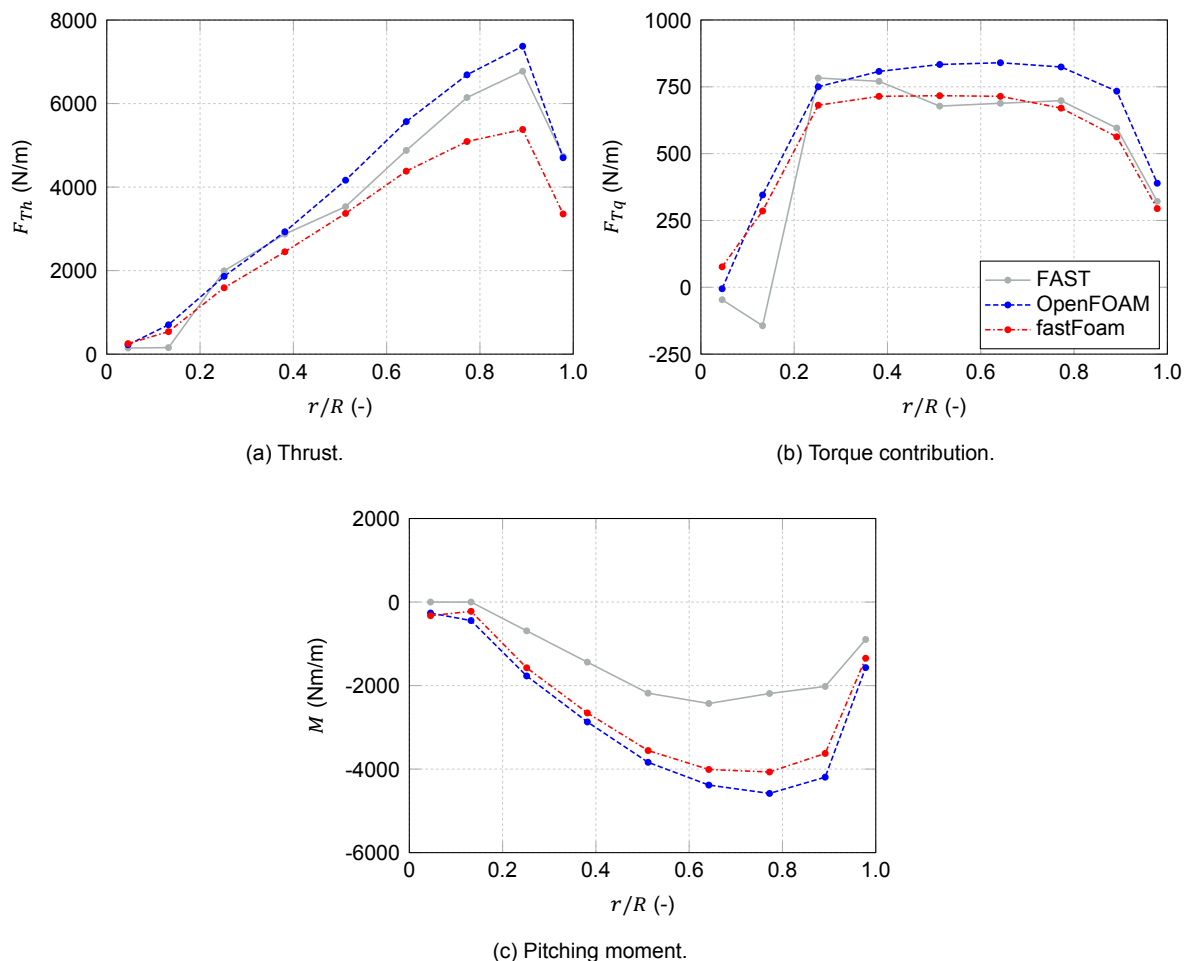 8000
6000
4000
2000
0
F_Th (N/m)
0 0.2 0.4 0.6 0.8 1.0
r/R (-)
(a) Thrust.
1000
750
500
250
0
-250
F_Tq (N/m)
FAST
OpenFOAM
fastFoam
0 0.2 0.4 0.6 0.8 1.0
r/R (-)
(b) Torque contribution.
2000
0
-2000
-4000
-6000
M (Nm/m)
0 0.2 0.4 0.6 0.8 1.0
r/R (-)
(c) Pitching moment.